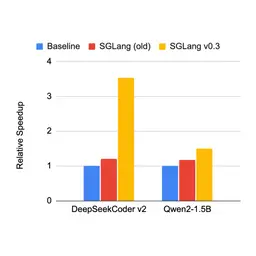 Baseline SGLang (old) SGLang v0.3
Relative Speedup
4
3
2
1
0
DeepSeekCoder v2 Qwen2-1.5B